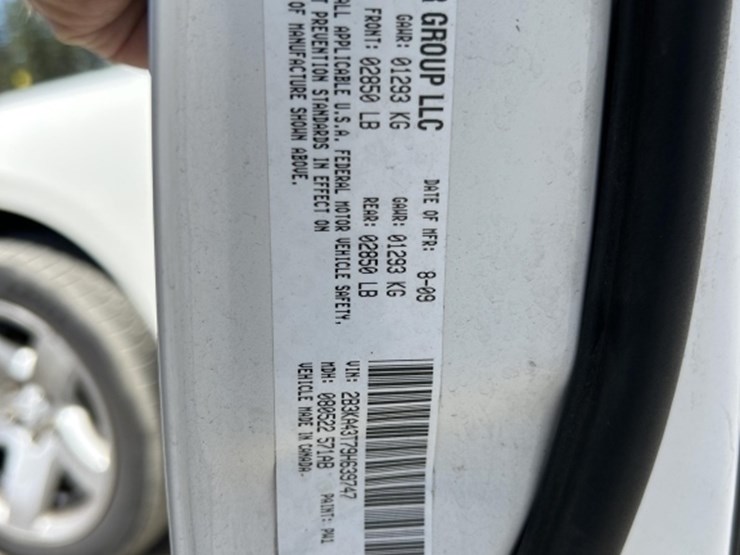 R GROUP LLC
DATE OF MFR: 8-09
GAWR: 01293 KG GAWR: 01293 KG
FRONT: 02850 LB REAR: 02850 LB
ALL APPLICABLE U.S.A. FEDERAL MOTOR VEHICLE SAFETY,
T PREVENTION STANDARDS IN EFFECT ON
OF MANUFACTURE SHOWN ABOVE.
VIN: 2B3KA43T79H639747
MDH: 080522 571AB PAINT: PW1
VEHICLE MADE IN CANADA.